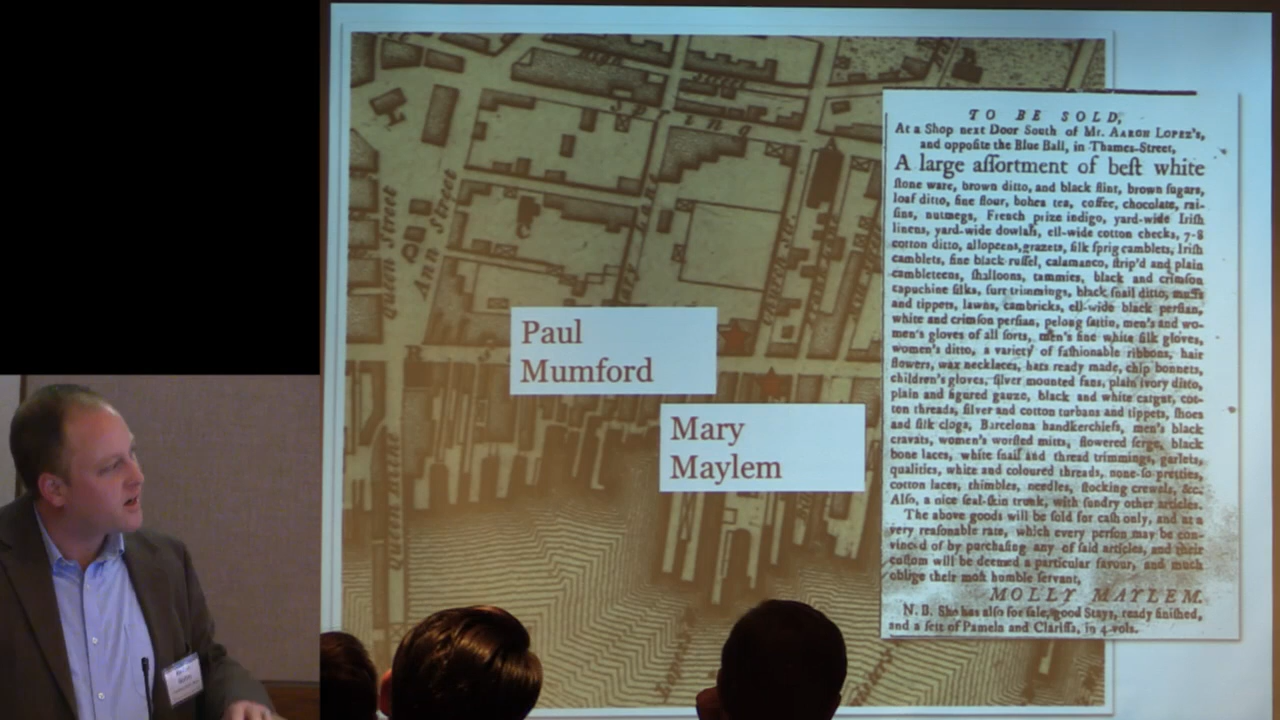 Street
Spring
Queen Street
Ann Street
Lane
Church Str.
Paul
Mumford
Mary
Maylem
TO BE SOLD,
At a Shop next Door South of Mr. AARON LOPEZ's,
and oppoſite the Blue Ball, in Thames-Street,
A large aſſortment of beſt white
ſtone ware, brown ditto, and black flint, brown ſugars,
loaf ditto, fine flour, bohea tea, coffee, chocolate, rai-
ſins, nutmegs, French prize indigo, yard-wide Iriſh
linens, yard-wide dowlaſs, ell-wide cotton checks, 7-8
cotton ditto, allopeens, grazets, ſilk ſprig camblets, Iriſh
camblets, fine black ruſſel, calamanco, ſtrip'd and plain
cambleteens, ſhalloons, tammies, black and crimſon
capuchine ſilks, furr trimmings, black ſnail ditto, muffs
and tippets, lawns, cambricks, ell-wide black perſian,
white and crimſon perſian, pelong ſattin, men's and wo-
men's gloves of all ſorts, men's fine white ſilk gloves,
women's ditto, a variety of faſhionable ribbons, hair
flowers, wax necklaces, hats ready made, chip bonnets,
children's gloves, ſilver mounted fans, plain ivory ditto,
plain and figured gauze, black and white catgut, cot-
ton threads, ſilver and cotton turbans and tippets, ſhoes
and ſilk clogs, Barcelona handkerchiefs, men's black
cravats, women's worſted mitts, flowered ſerge, black
bone laces, white ſnail and thread trimmings, garlets,
qualities, white and coloured threads, none-ſo-pretties,
cotton laces, thimbles, needles, ſtocking crewels, &c.
Alſo, a nice ſeal-ſkin trunk, with ſundry other articles.
The above goods will be ſold for caſh only, and at a
very reaſonable rate, which every perſon may be con-
vinced of by purchaſing any of ſaid articles, and their
cuſtom will be deemed a particular favour, and much
oblige their moſt humble ſervant,
MOLLY MAYLEM.
N. B. She has alſo for ſale, good Stays, ready finiſhed,
and a ſett of Pamela and Clariſſa, in 4 vols.